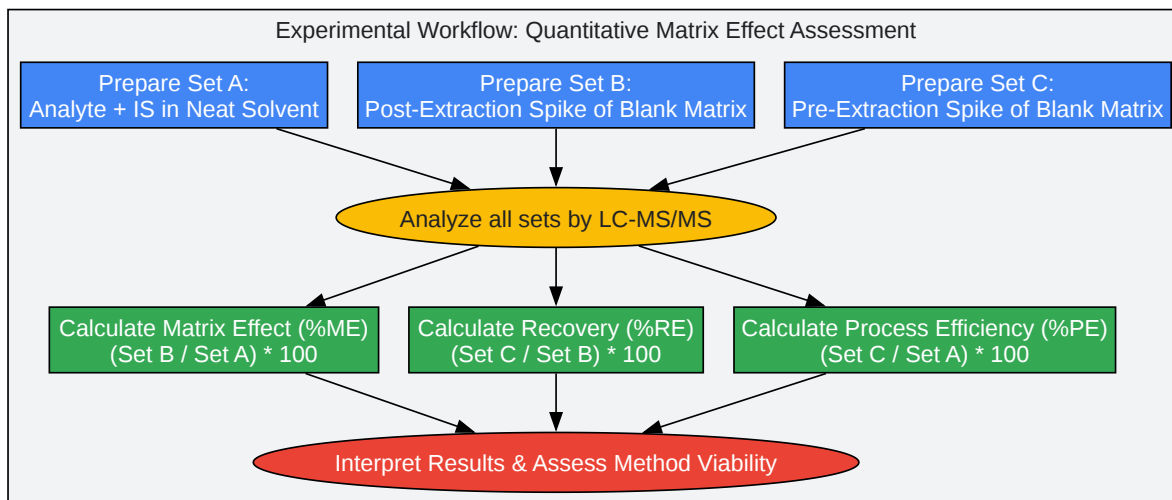 Experimental Workflow: Quantitative Matrix Effect Assessment
Prepare Set A:
Analyte + IS in Neat Solvent
Prepare Set B:
Post-Extraction Spike of Blank Matrix
Prepare Set C:
Pre-Extraction Spike of Blank Matrix
Analyze all sets by LC-MS/MS
Calculate Matrix Effect (%ME)
(Set B / Set A) * 100
Calculate Recovery (%RE)
(Set C / Set B) * 100
Calculate Process Efficiency (%PE)
(Set C / Set A) * 100
Interpret Results & Assess Method Viability